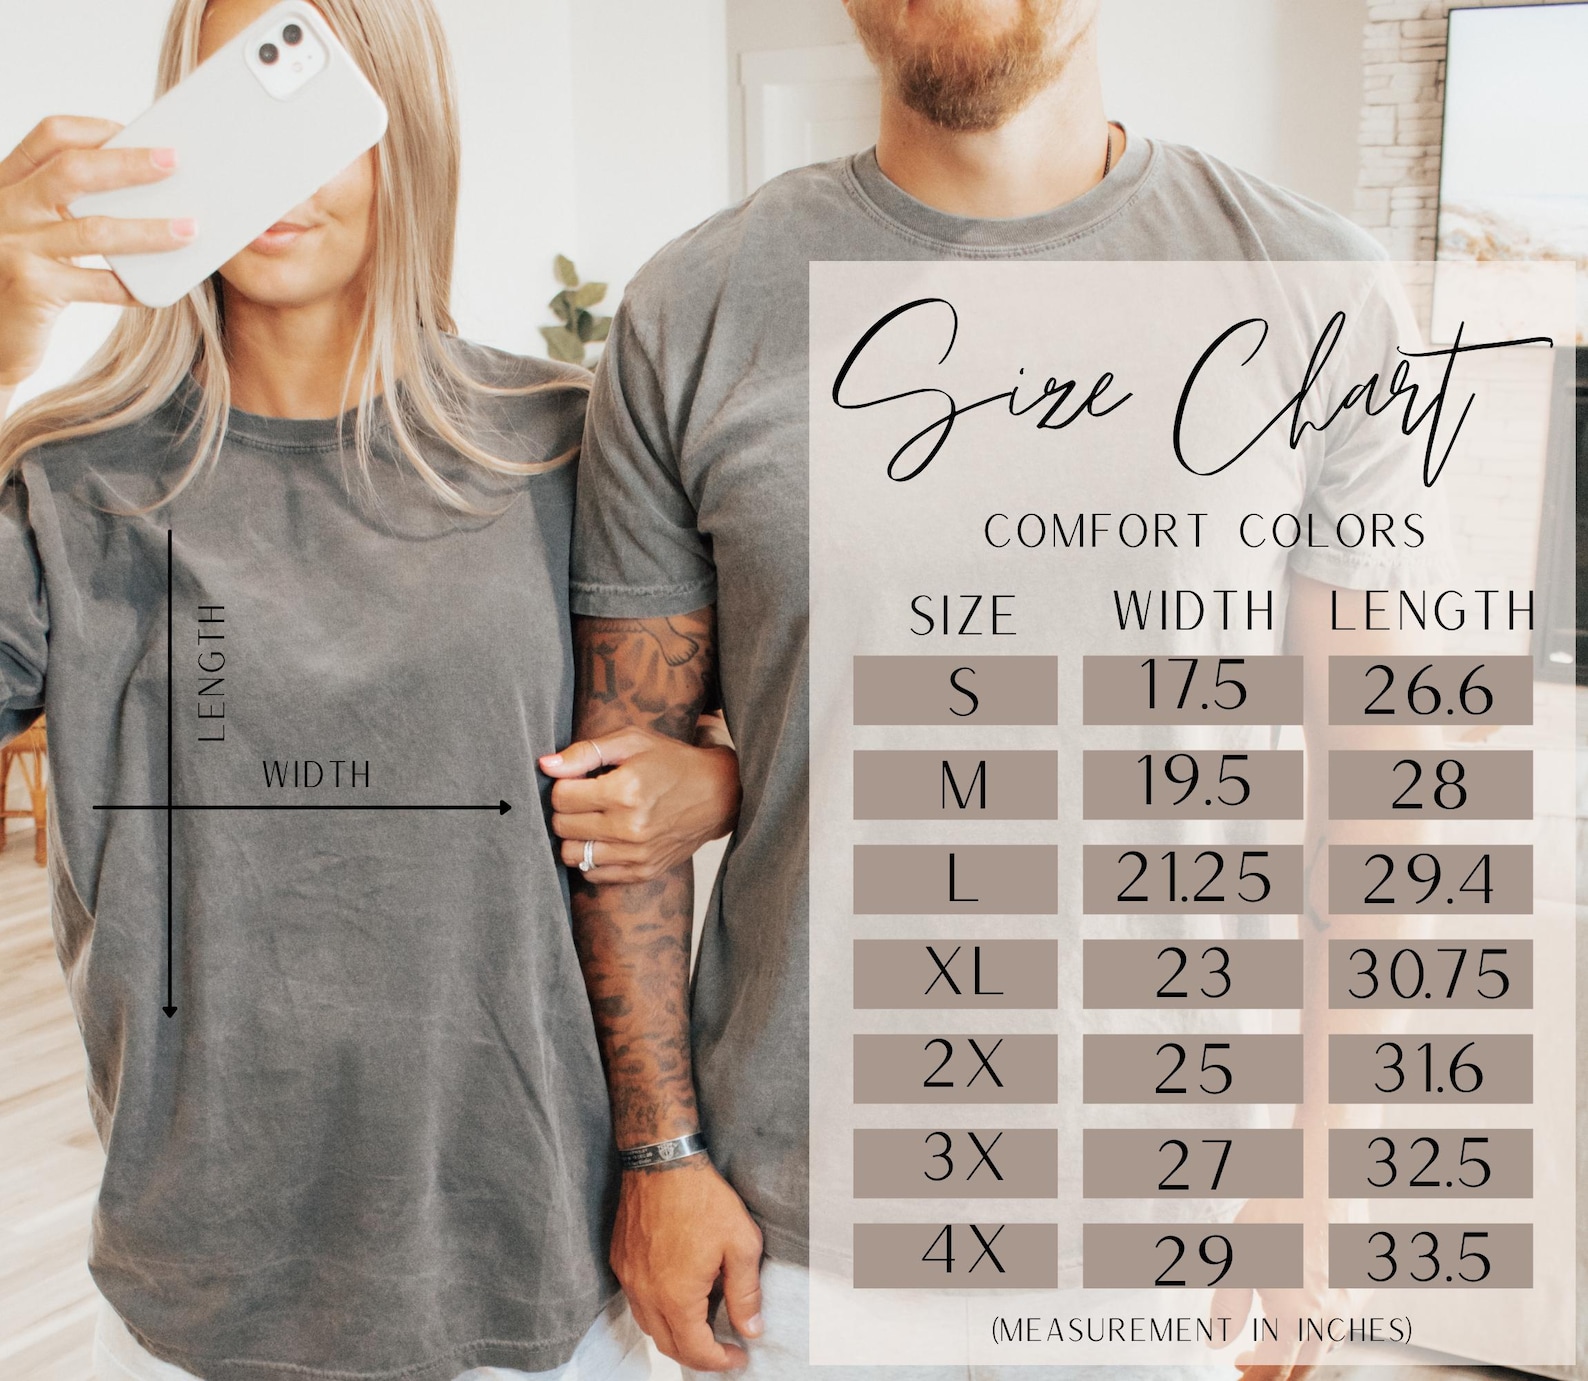 Size Chart
COMFORT COLORS
SIZE WIDTH LENGTH
S 17.5 26.6
M 19.5 28
L 21.25 29.4
XL 23 30.75
2X 25 31.6
3X 27 32.5
4X 29 33.5
(MEASUREMENT IN INCHES)
LENGTH
WIDTH